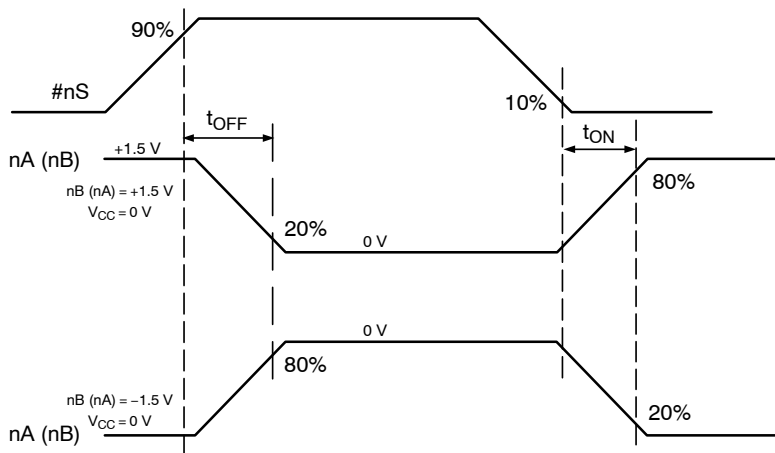 90%
#nS
10%
tOFF
tON
nA (nB)
+1.5 V
nB (nA) = +1.5 V
VCC = 0 V
80%
20%
0 V
0 V
80%
nB (nA) = −1.5 V
VCC = 0 V
20%
nA (nB)